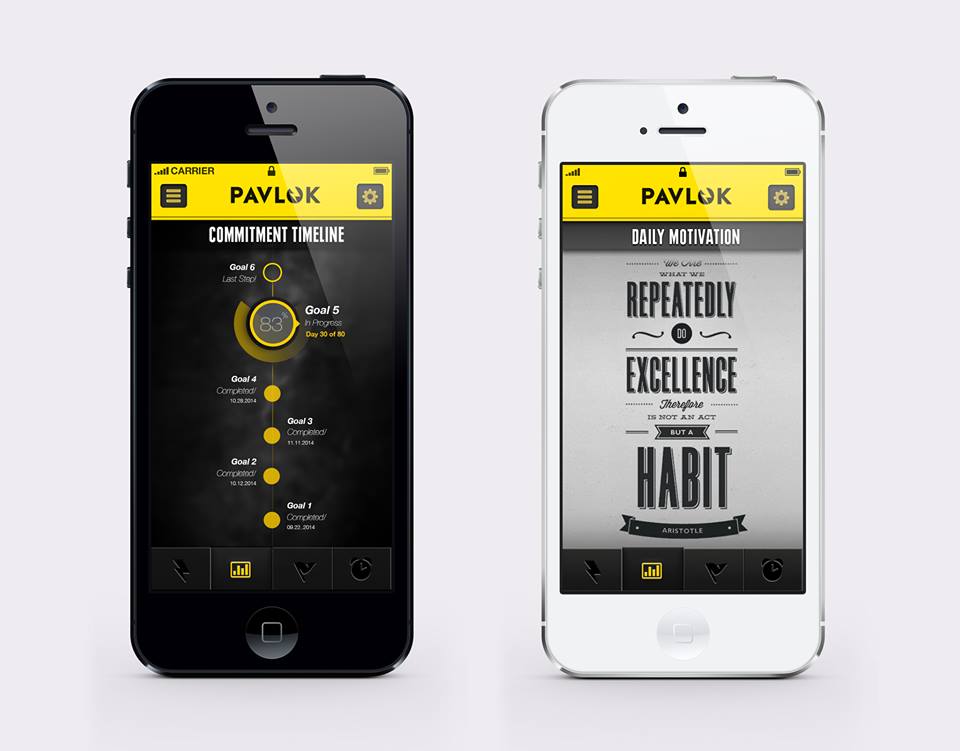 CARRIER
PAVLOK
COMMITMENT TIMELINE
Goal 6
Last Step!
83%
Goal 5
In Progress
Day 30 of 80
Goal 4
Completed/
10.28.2014
Goal 3
Completed/
11.11.2014
Goal 2
Completed/
10.12.2014
Goal 1
Completed/
09.22..2014
PAVLOK
DAILY MOTIVATION
We Are
WHAT WE
REPEATEDLY
DO
EXCELLENCE
Therefore
IS NOT AN ACT
BUT A
HABIT
ARISTOTLE